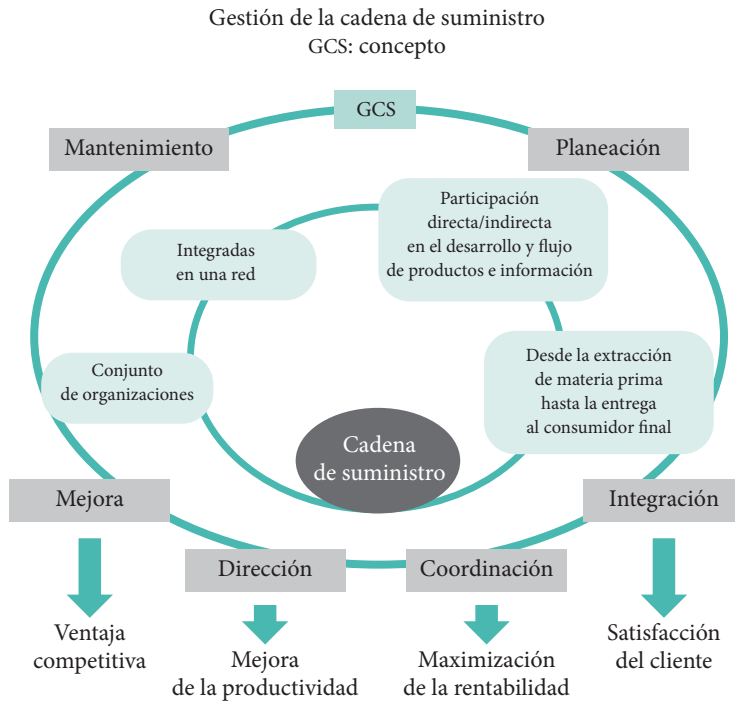 Gestión de la cadena de suministro
GCS: concepto
GCS
Mantenimiento
Planeación
Participación
directa/indirecta
en el desarrollo y flujo
de productos e información
Integradas
en una red
Desde la extracción
de materia prima
hasta la entrega
al consumidor final
Conjunto
de organizaciones
Cadena
de suministro
Mejora
Integración
Dirección
Coordinación
Ventaja
competitiva
Mejora
de la productividad
Maximización
de la rentabilidad
Satisfacción
del cliente